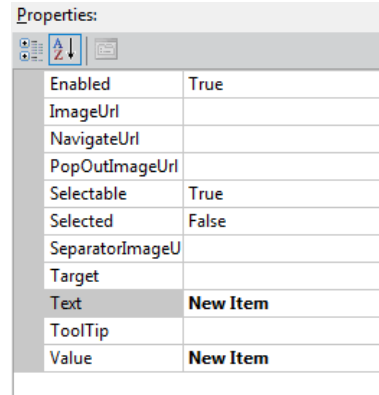 Properties:
Enabled True
ImageUrl
NavigateUrl
PopOutImageUrl
Selectable True
Selected False
SeparatorImageU
Target
Text New Item
ToolTip
Value New Item